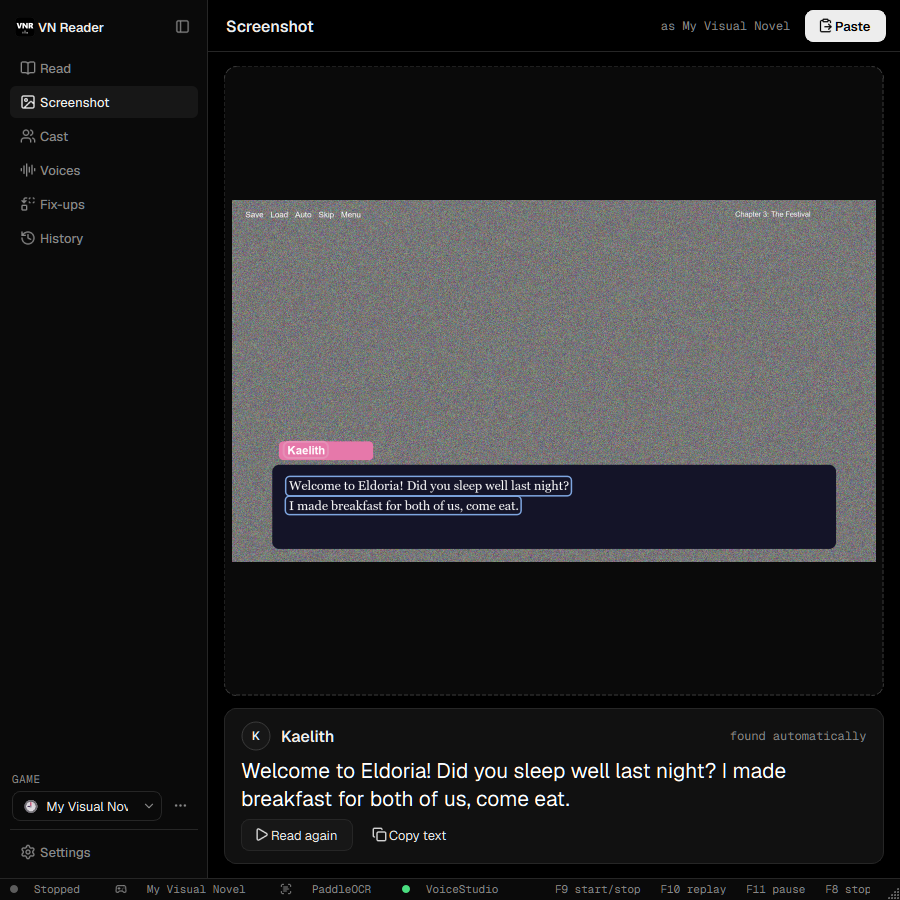 VNR VN Reader
Read
Screenshot
Cast
Voices
Fix-ups
History
GAME
My Visual Nov
Settings
Screenshot
as My Visual Novel
Paste
Save Load Auto Skip Menu
Chapter 3: The Festival
Kaelith
Welcome to Eldoria! Did you sleep well last night?
I made breakfast for both of us, come eat.
K Kaelith
found automatically
Welcome to Eldoria! Did you sleep well last night? I made
breakfast for both of us, come eat.
Read again Copy text
Stopped My Visual Novel PaddleOCR VoiceStudio F9 start/stop F10 replay F11 pause F8 stop